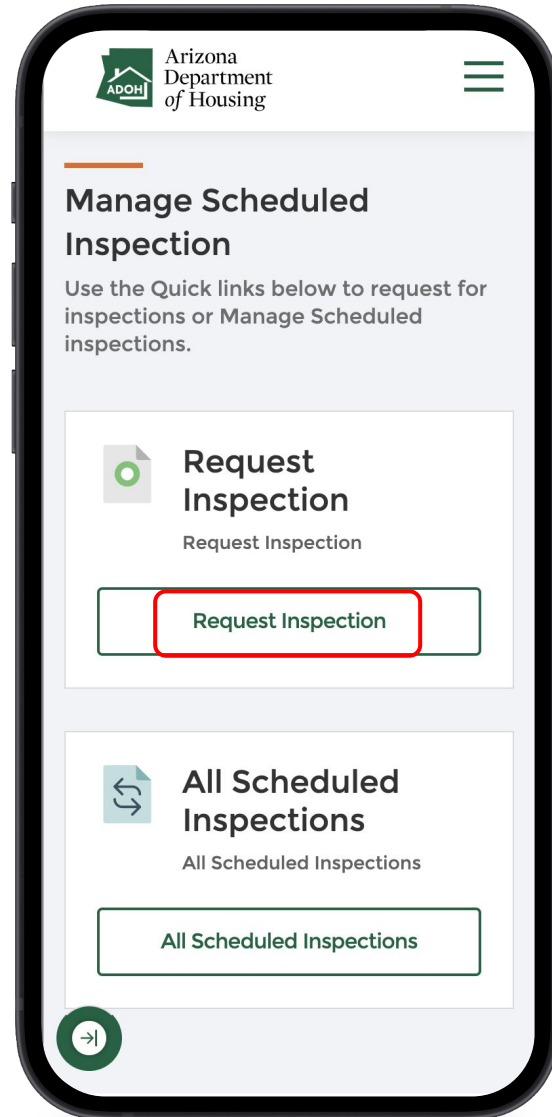 Arizona
Department
of Housing
ADOH
Manage Scheduled
Inspection
Use the Quick links below to request for
inspections or Manage Scheduled
inspections.
Request
Inspection
Request Inspection
Request Inspection
All Scheduled
Inspections
All Scheduled Inspections
All Scheduled Inspections